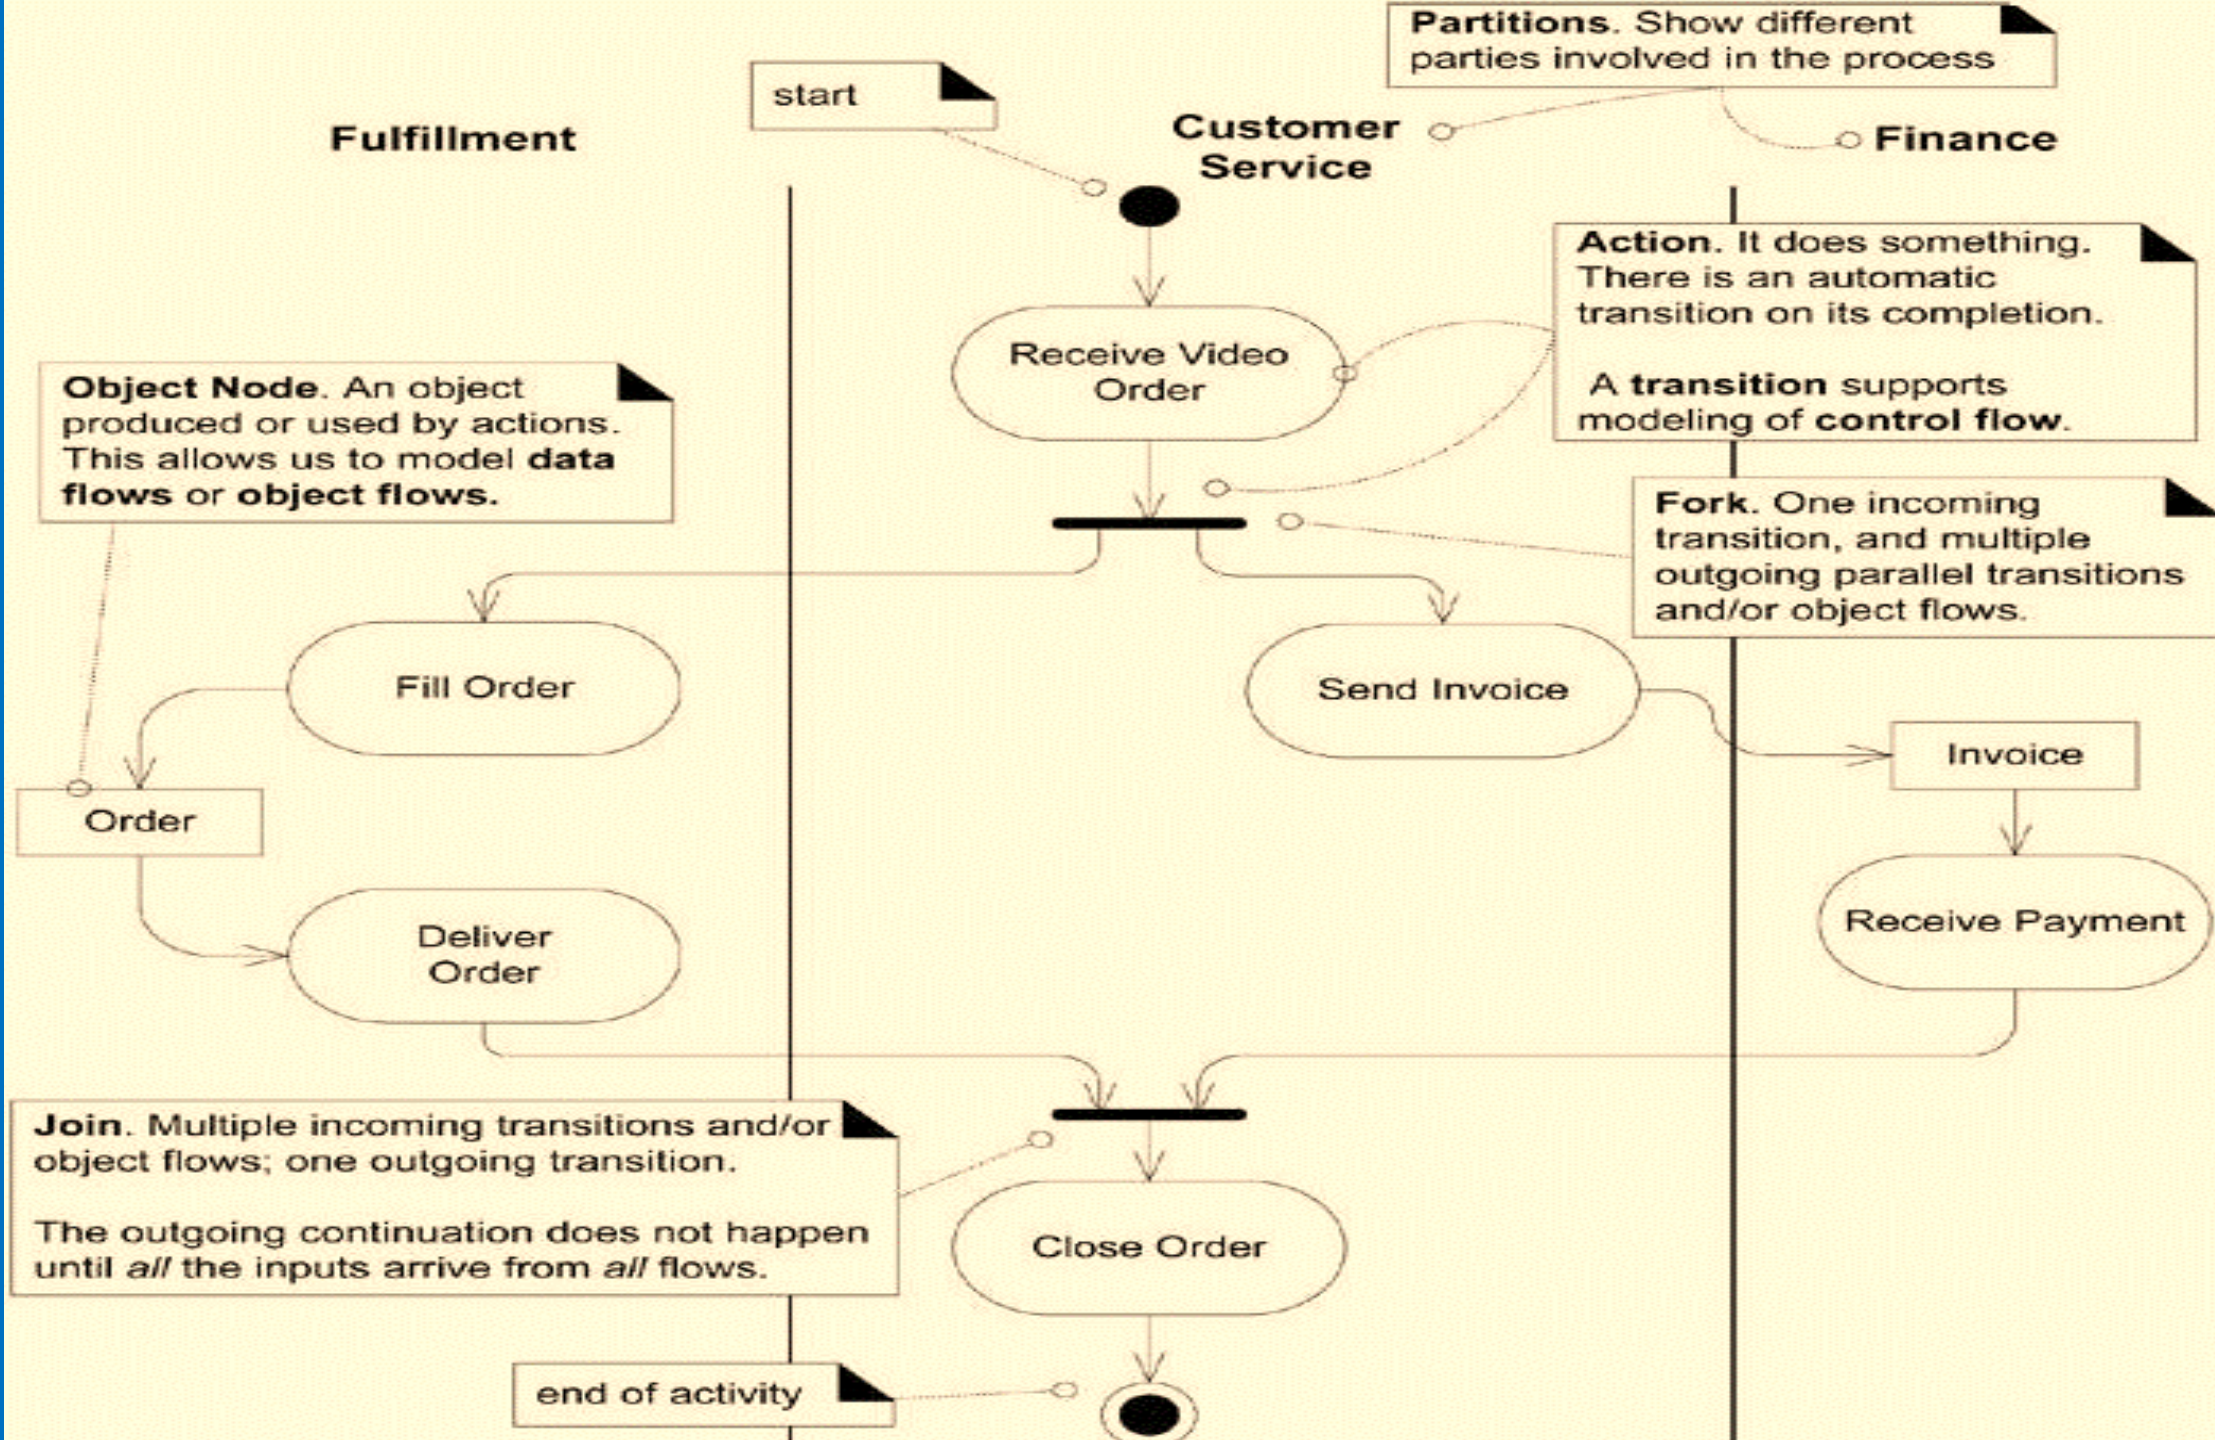 Partitions. Show different
parties involved in the process
start
Fulfillment
Customer
Service
Finance
Action. It does something.
There is an automatic
transition on its completion.
A transition supports
modeling of control flow.
Receive Video
Order
Object Node. An object
produced or used by actions.
This allows us to model data
flows or object flows.
Fork. One incoming
transition, and multiple
outgoing parallel transitions
and/or object flows.
Fill Order
Send Invoice
Invoice
Order
Receive Payment
Deliver
Order
Join. Multiple incoming transitions and/or
object flows; one outgoing transition.
The outgoing continuation does not happen
until all the inputs arrive from all flows.
Close Order
end of activity